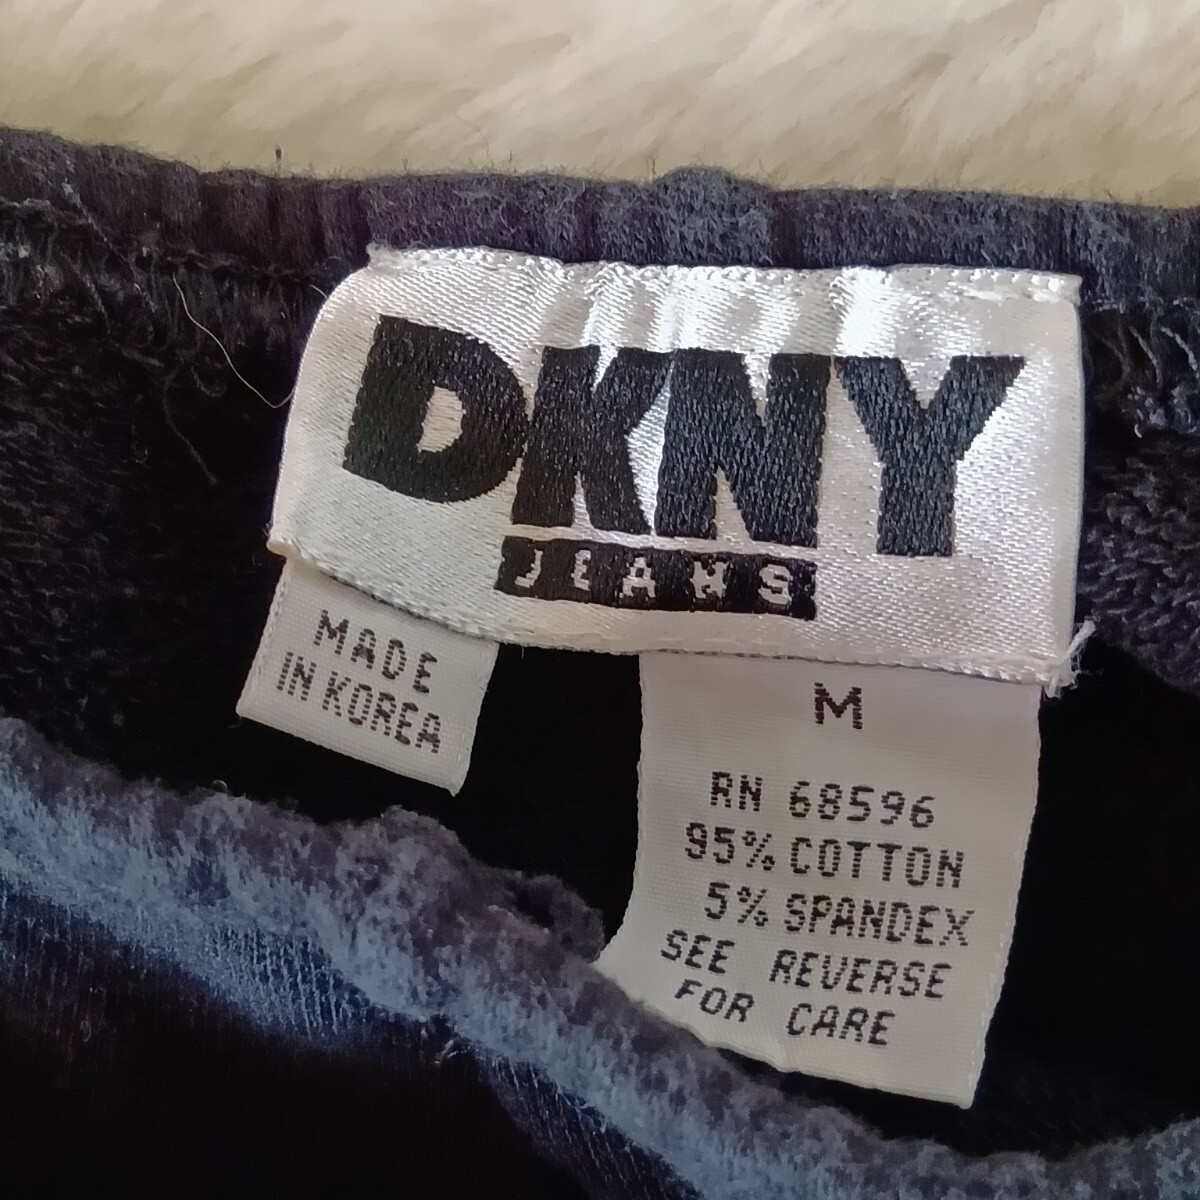 DKNY
JEANS
MADE
IN KOREA
M
RN 68596
95% COTTON
5% SPANDEX
SEE REVERSE
FOR CARE